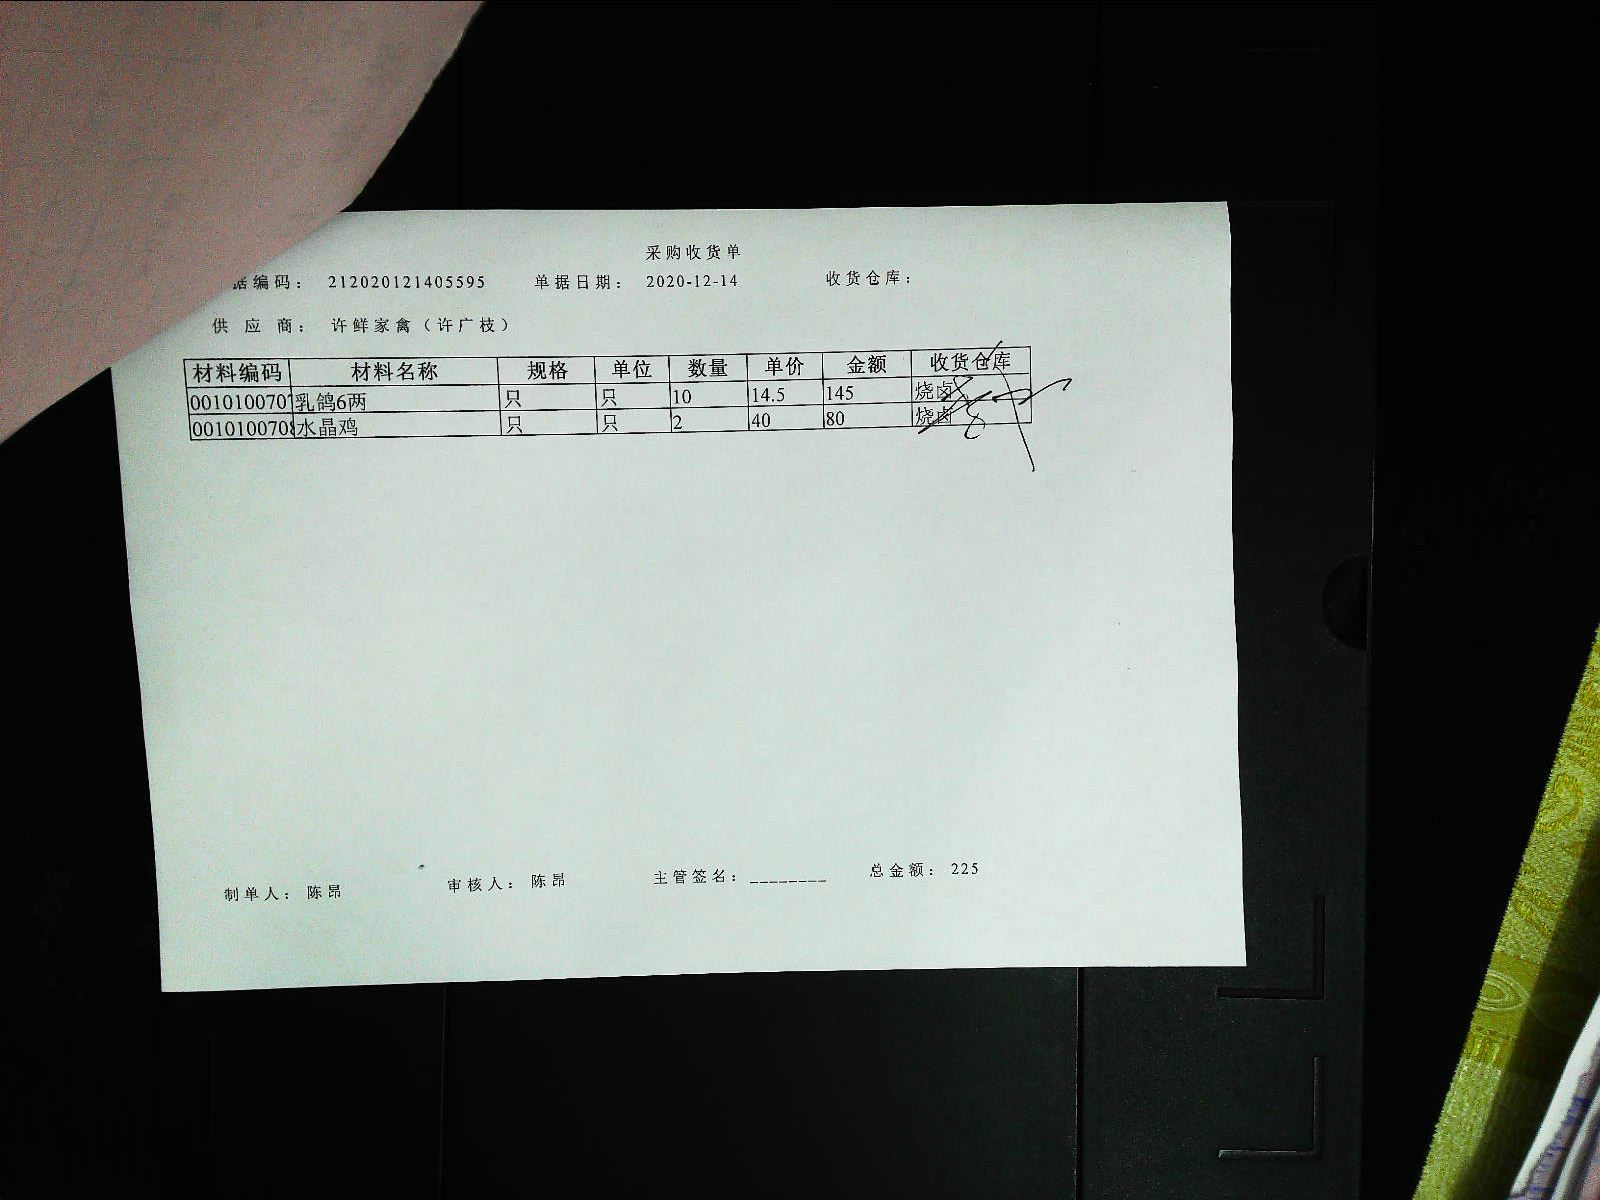 采购收货单
据编码： 212020121405595 单据日期： 2020-12-14 收货仓库：
供 应 商： 许鲜家禽（许广枝）
材料编码 材料名称 规格 单位 数量 单价 金额 收货仓库
0010100707 乳鸽6两 只 只 10 14.5 145 烧卤
0010100708 水晶鸡 只 只 2 40 80 烧卤
制单人： 陈昂 审核人： 陈昂 主管签名：________ 总金额： 225